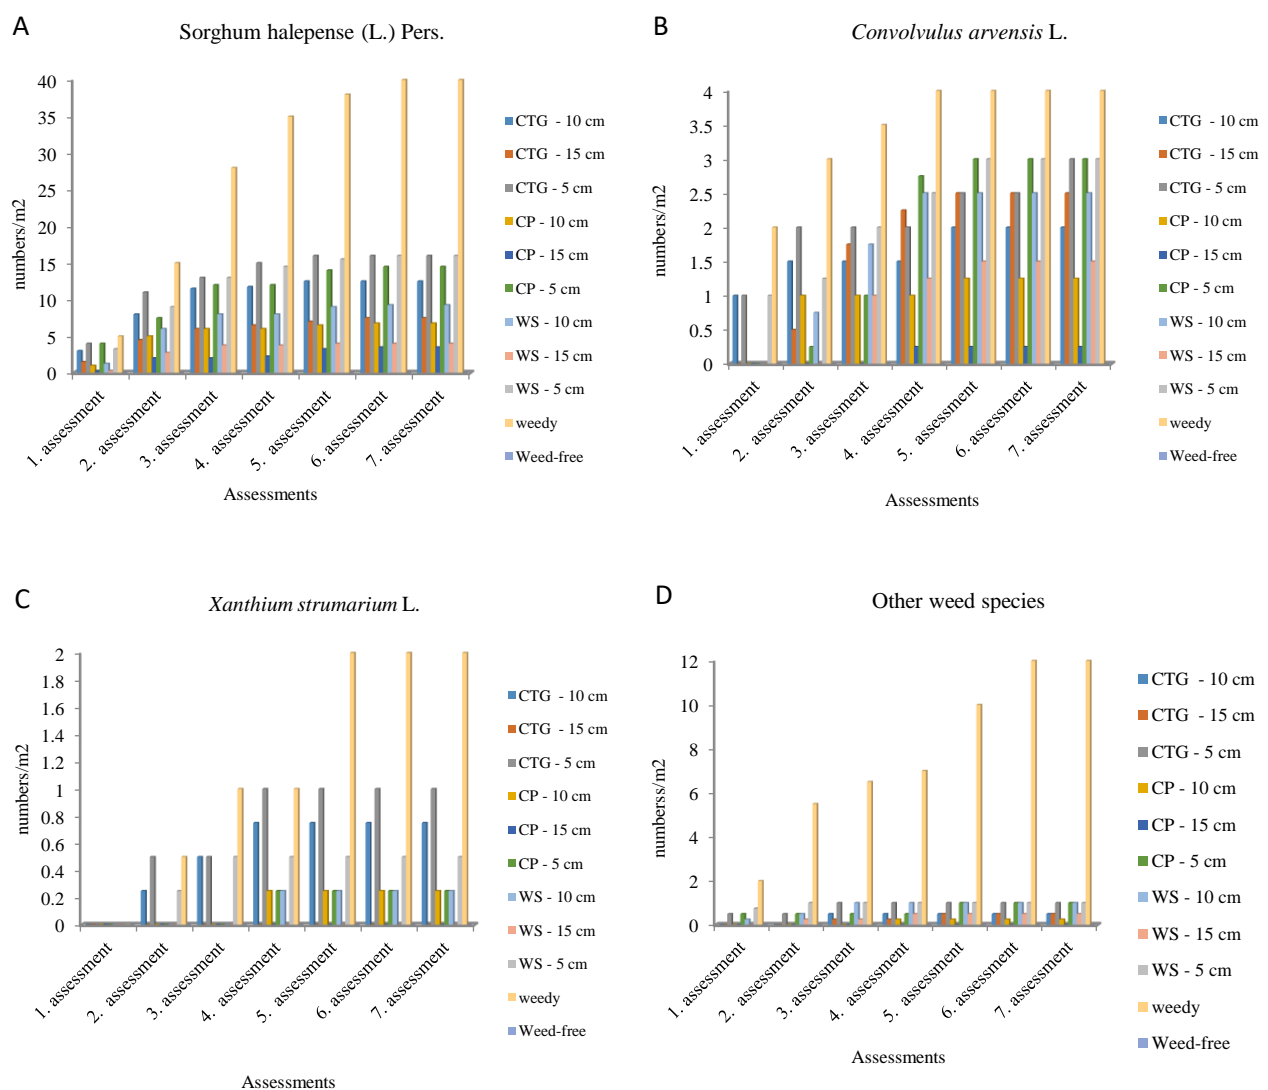 A
Sorghum halepense (L.) Pers.
numbers/m2
40
35
30
25
20
15
10
5
0
1. assessment
2. assessment
3. assessment
4. assessment
5. assessment
6. assessment
7. assessment
Assessments
CTG - 10 cm
CTG - 15 cm
CTG - 5 cm
CP - 10 cm
CP - 15 cm
CP - 5 cm
WS - 10 cm
WS - 15 cm
WS - 5 cm
weedy
Weed-free
B
Convolvulus arvensis L.
numbers/m2
4
3.5
3
2.5
2
1.5
1
0.5
0
1. assessment
2. assessment
3. assessment
4. assessment
5. assessment
6. assessment
7. assessment
Assessments
CTG - 10 cm
CTG - 15 cm
CTG - 5 cm
CP - 10 cm
CP - 15 cm
CP - 5 cm
WS - 10 cm
WS - 15 cm
WS - 5 cm
weedy
Weed-free
C
Xanthium strumarium L.
numbers/m2
2
1.8
1.6
1.4
1.2
1
0.8
0.6
0.4
0.2
0
1. assessment
2. assessment
3. assessment
4. assessment
5. assessment
6. assessment
7. assessment
Assessments
CTG - 10 cm
CTG - 15 cm
CTG - 5 cm
CP - 10 cm
CP - 15 cm
CP - 5 cm
WS - 10 cm
WS - 15 cm
WS - 5 cm
weedy
Weed-free
D
Other weed species
numberss/m2
12
10
8
6
4
2
0
1. assessment
2. assessment
3. assessment
4. assessment
5. assessment
6. assessment
7. assessment
Assessments
CTG - 10 cm
CTG - 15 cm
CTG - 5 cm
CP - 10 cm
CP - 15 cm
CP - 5 cm
WS - 10 cm
WS - 15 cm
WS - 5 cm
weedy
Weed-free